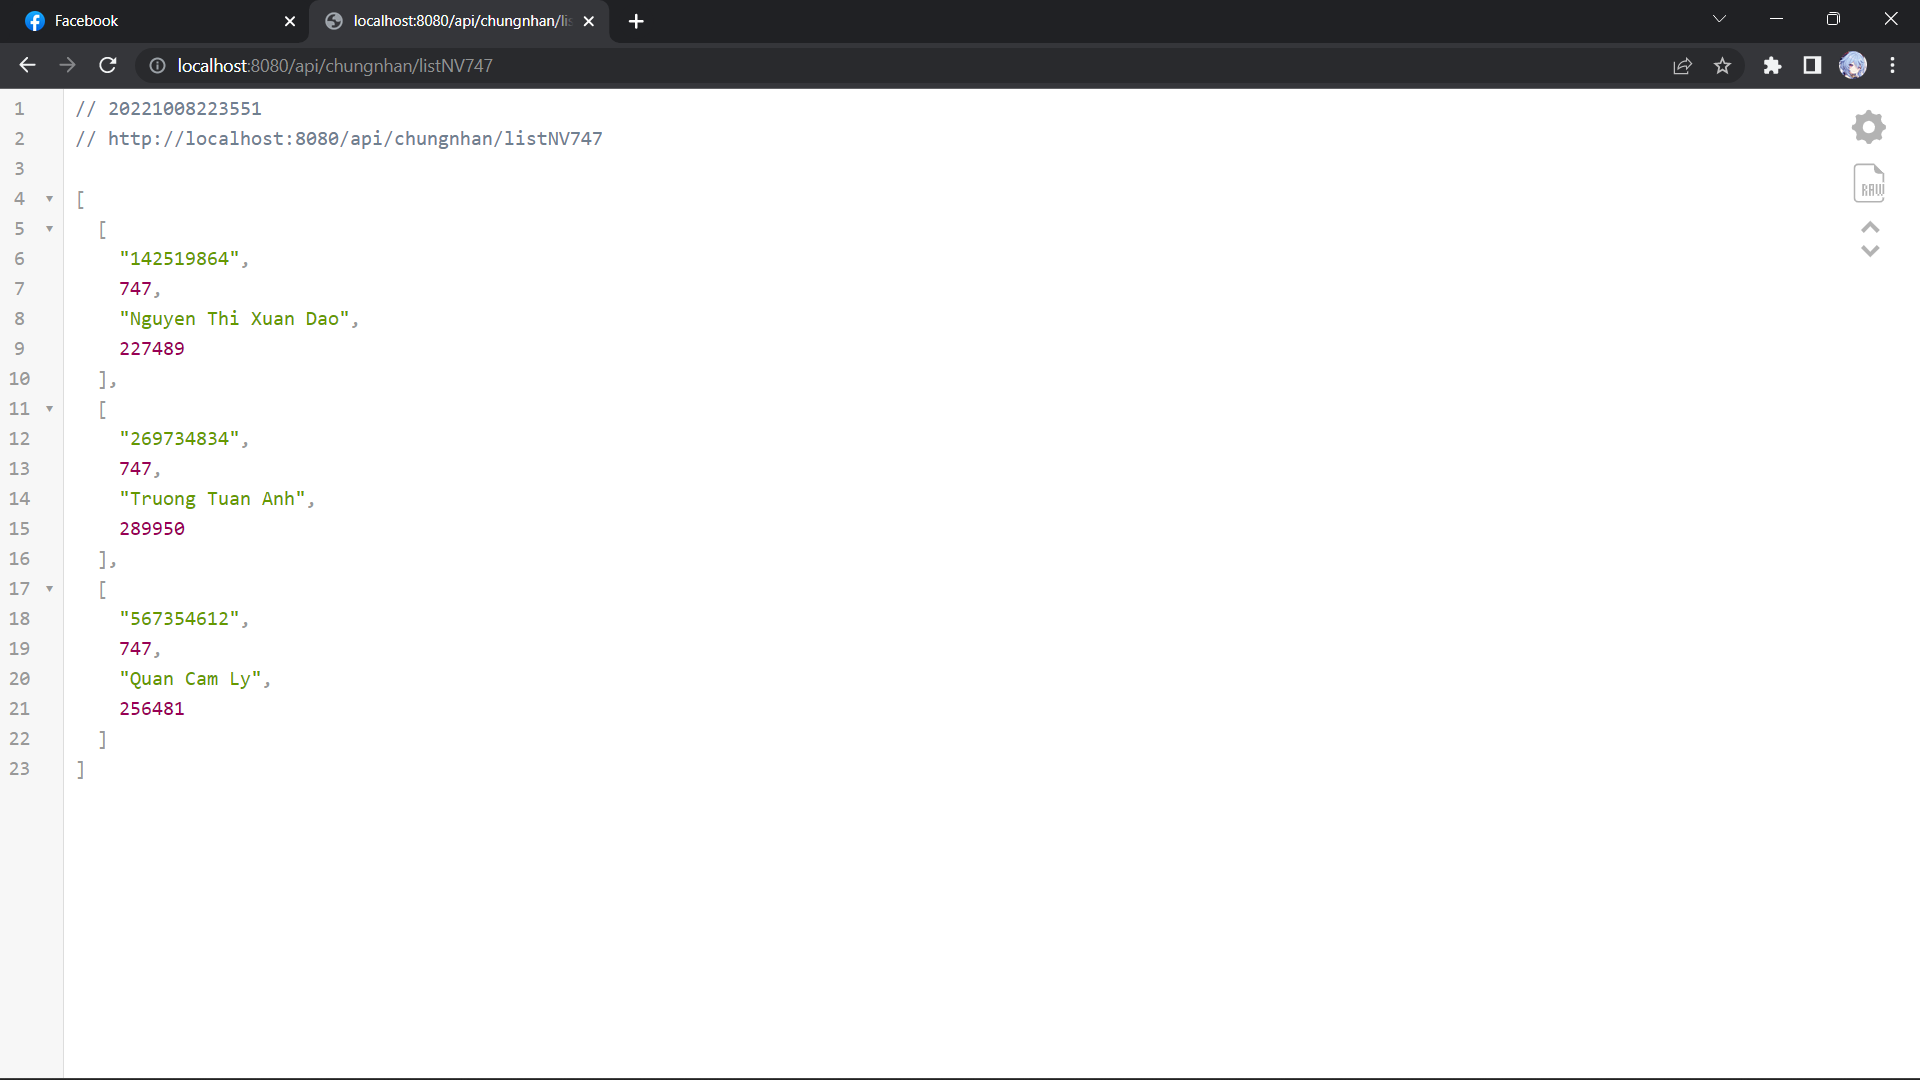 Facebook
localhost:8080/api/chungnhan/lis
localhost:8080/api/chungnhan/listNV747
1 // 20221008223551
2 // http://localhost:8080/api/chungnhan/listNV747
3
4 [
5 [
6 "142519864",
7 747,
8 "Nguyen Thi Xuan Dao",
9 227489
10 ],
11 [
12 "269734834",
13 747,
14 "Truong Tuan Anh",
15 289950
16 ],
17 [
18 "567354612",
19 747,
20 "Quan Cam Ly",
21 256481
22 ]
23 ]
RAW